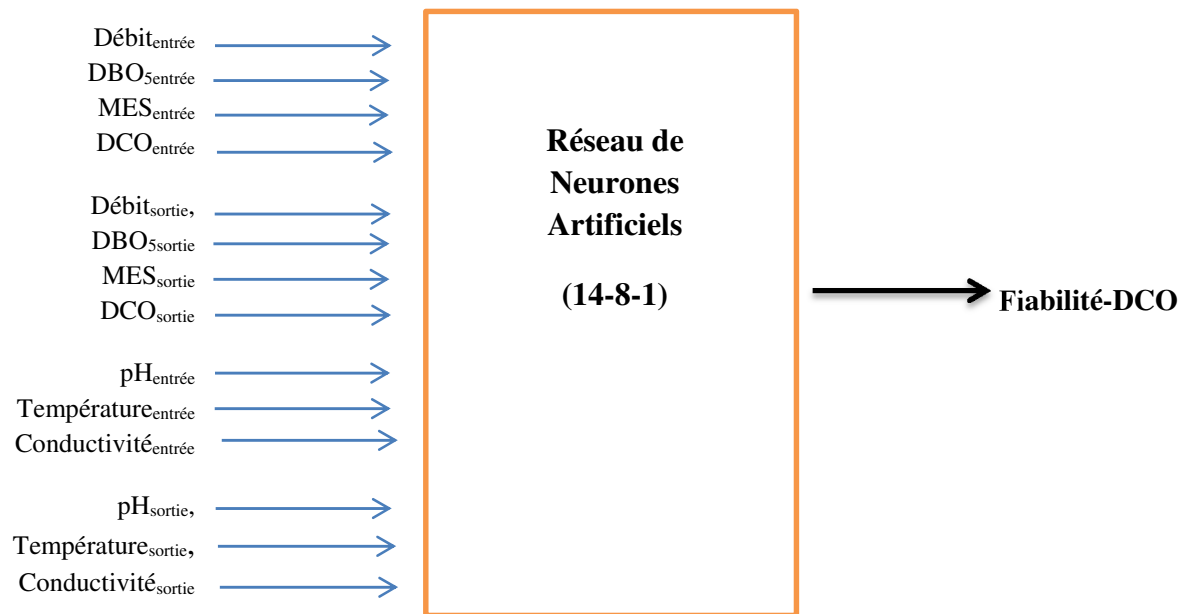 Débitentrée
DBO5entrée
MESentrée
DCOentrée
Débitsortie,
DBO5sortie
MESsortie
DCOsortie
pHentrée
Températureentrée
Conductivitéentrée
pHsortie,
Températuresortie,
Conductivitésortie
Réseau de
Neurones
Artificiels
(14-8-1)
Fiabilité-DCO